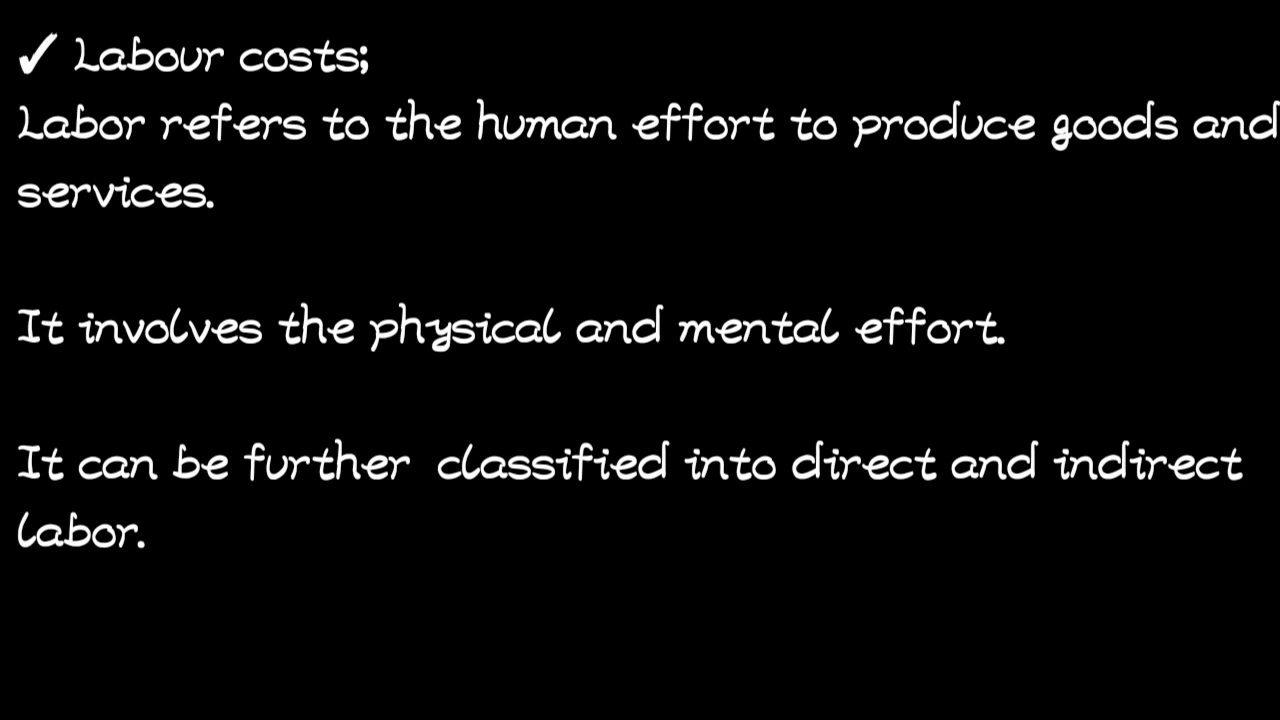 ✓ Labour costs;
Labor refers to the human effort to produce goods and
services.
It involves the physical and mental effort.
It can be further classified into direct and indirect
labor.